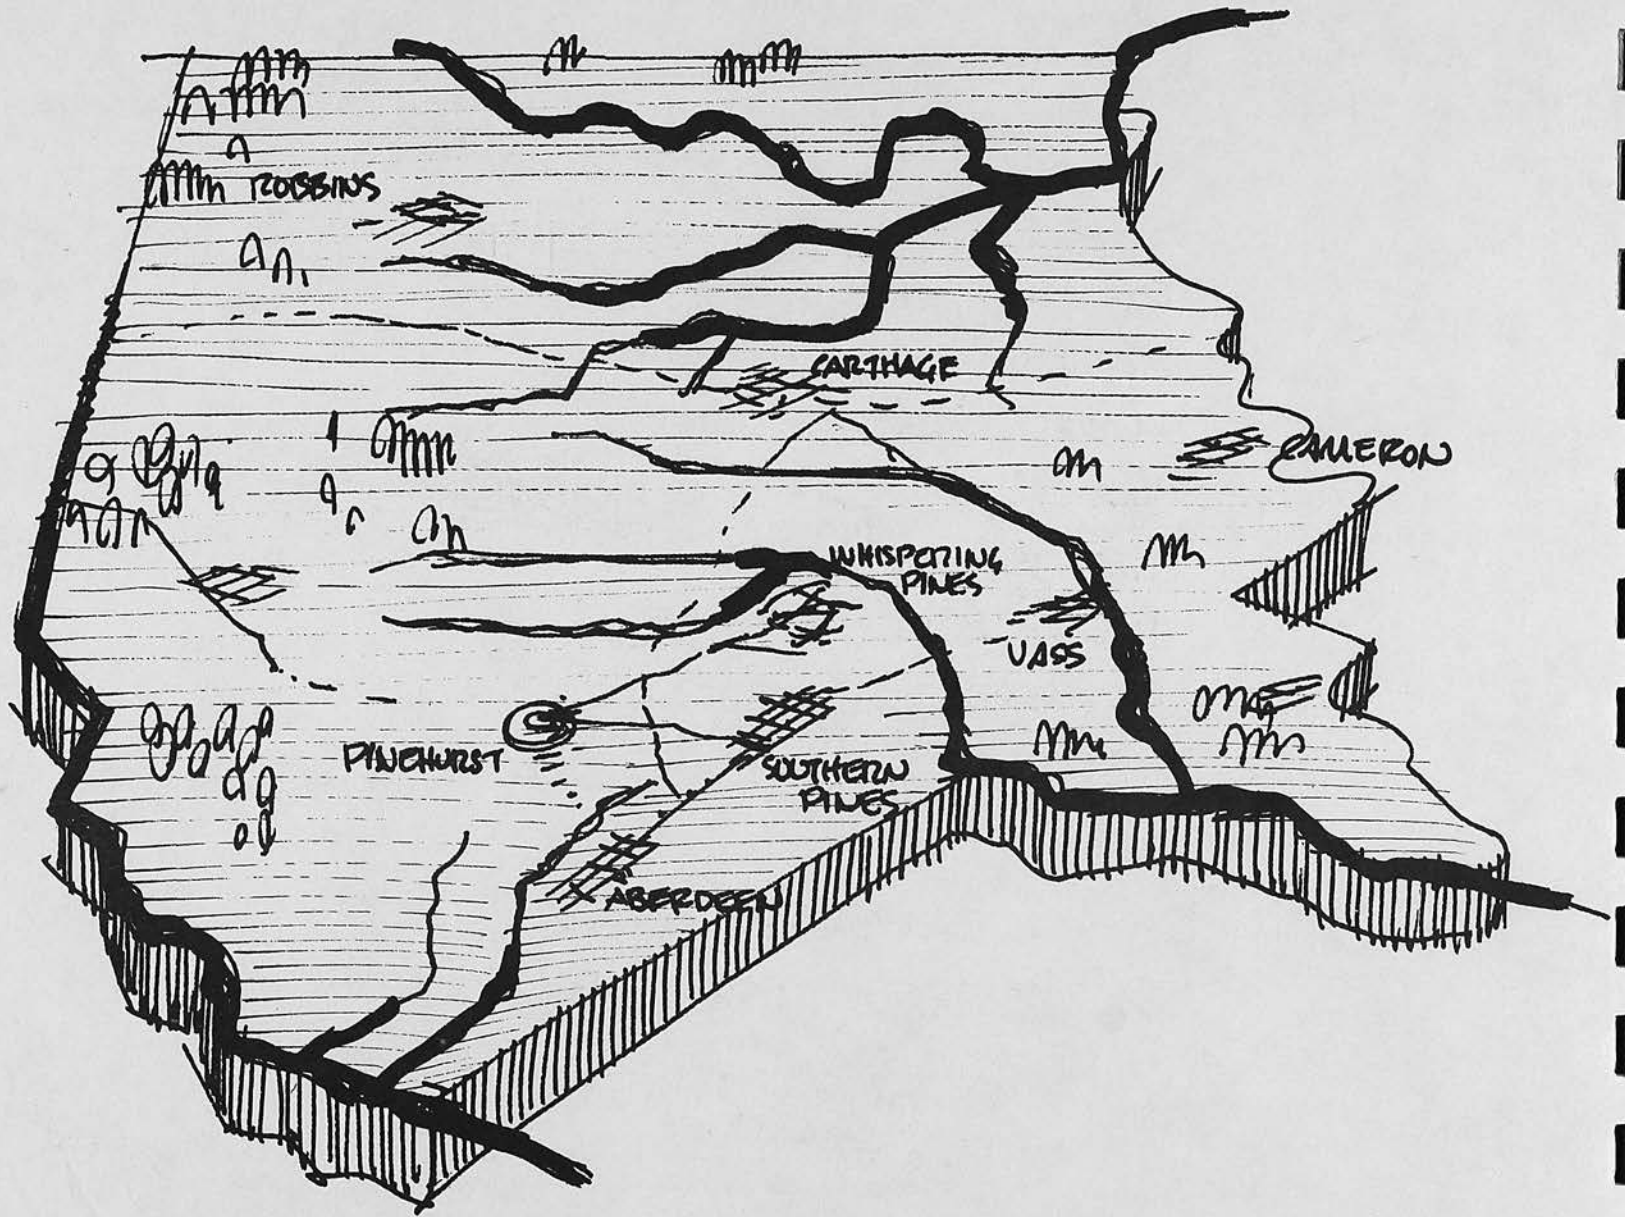 ROBBINS
CARTHAGE
CAMERON
WHISPERING
PINES
VASS
PINEHURST
SOUTHERN
PINES
ABERDEEN